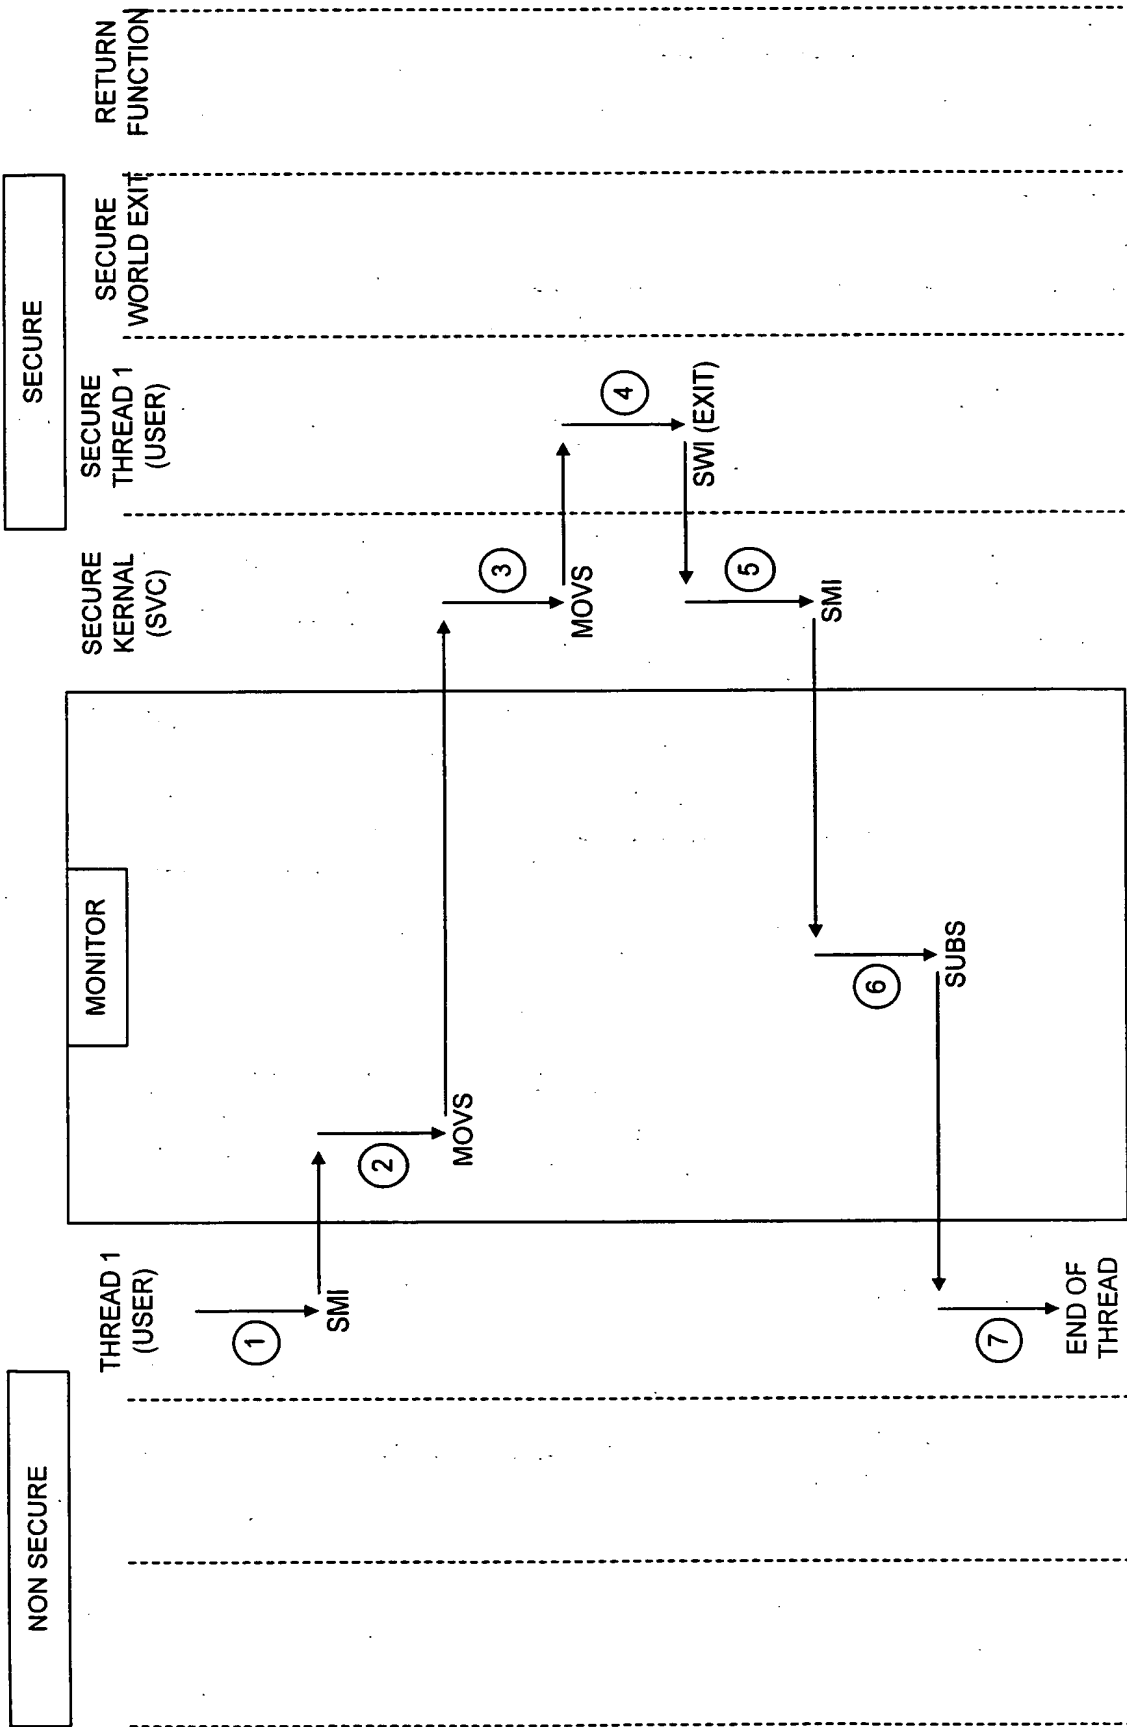 NON SECURE
MONITOR
SECURE
THREAD 1
(USER)
SECURE
KERNAL
(SVC)
SECURE
THREAD 1
(USER)
SECURE
WORLD EXIT
RETURN
FUNCTION
1
SMI
2
MOVS
3
MOVS
4
SWI (EXIT)
5
SMI
6
SUBS
7
END OF
THREAD